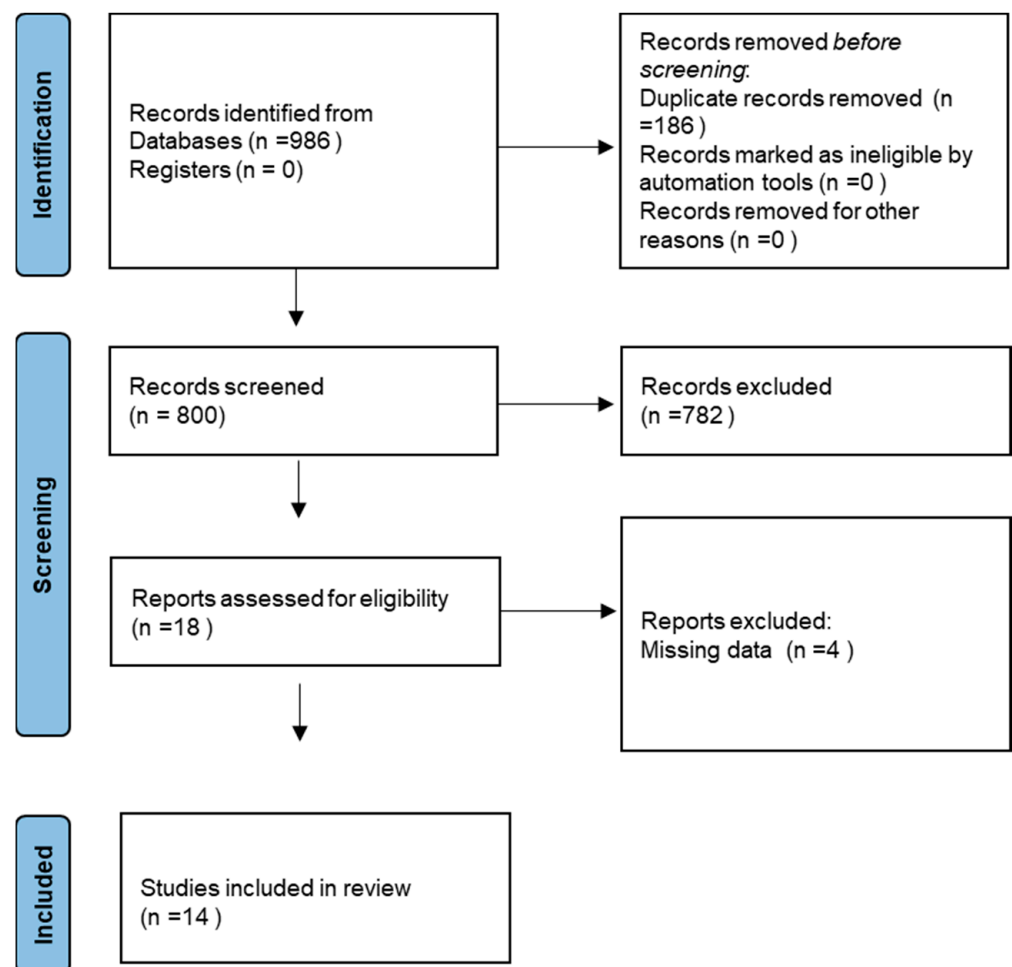 Identification
Records identified from
Databases (n =986)
Registers (n = 0)
Records removed before
screening:
Duplicate records removed (n
=186)
Records marked as ineligible by
automation tools (n =0 )
Records removed for other
reasons (n =0 )
Screening
Records screened
(n = 800)
Records excluded
(n =782 )
Reports assessed for eligibility
(n =18 )
Reports excluded:
Missing data (n =4 )
Included
Studies included in review
(n =14 )